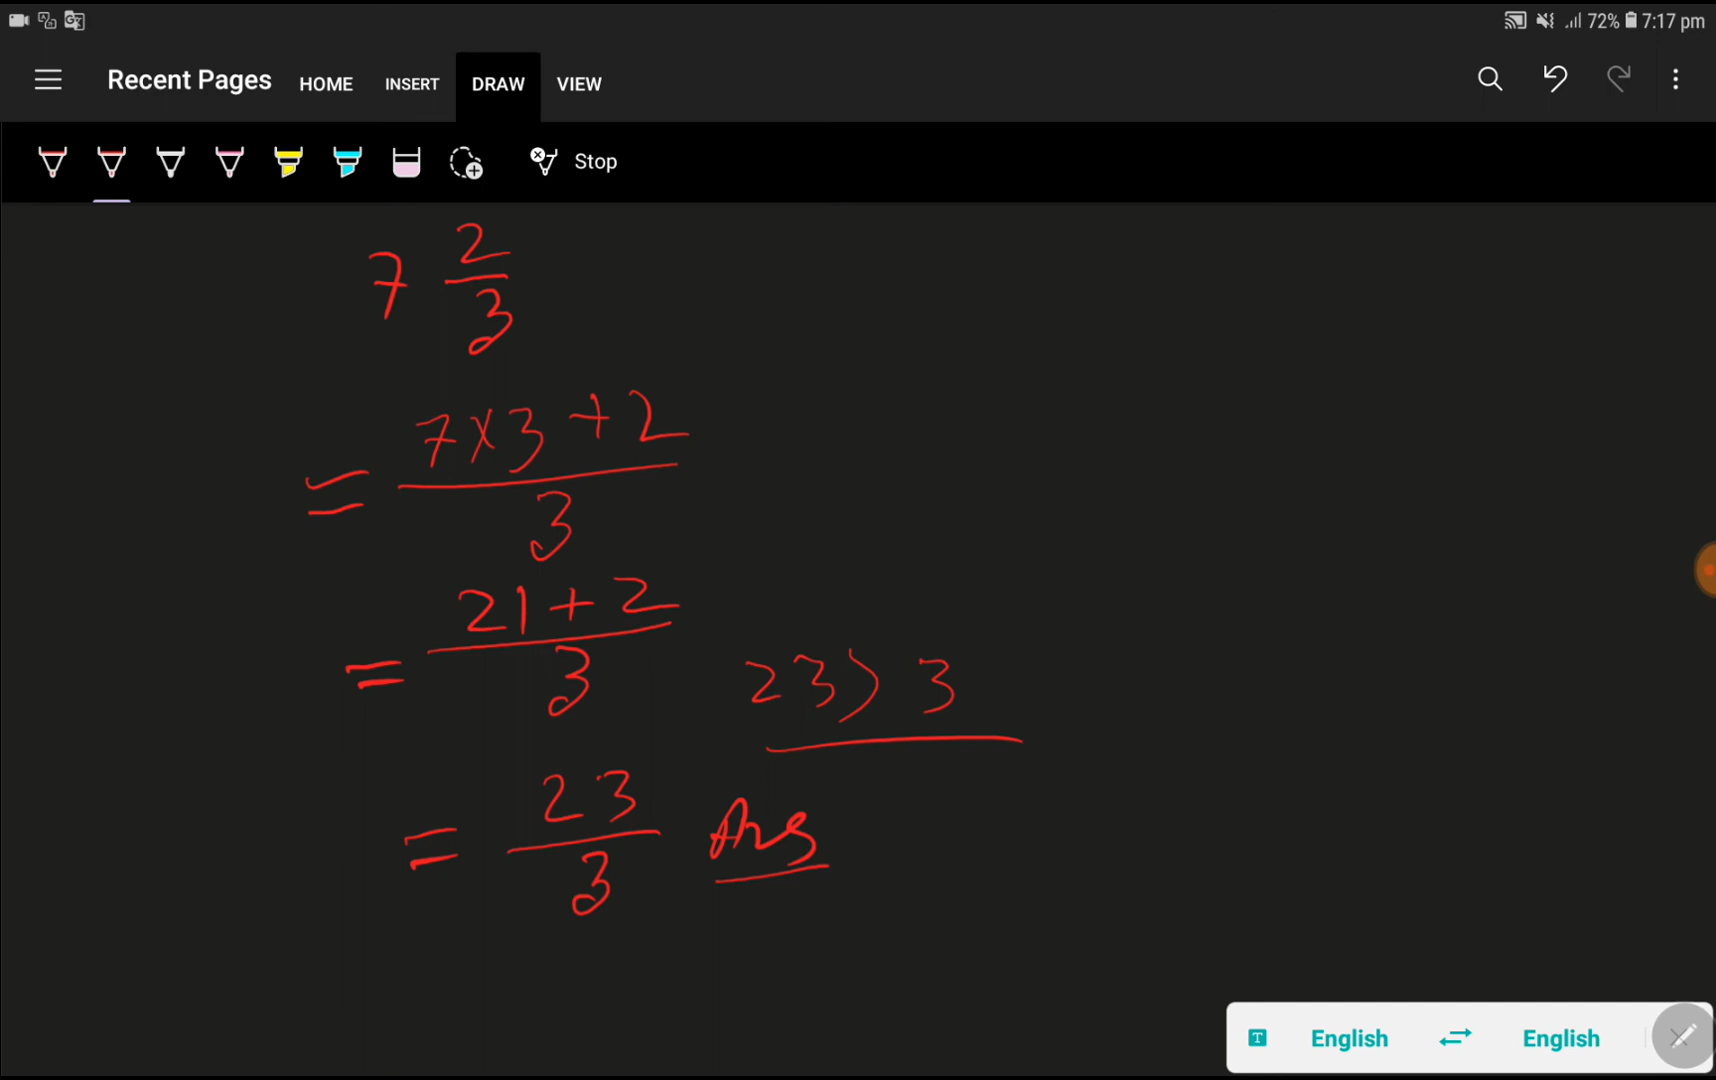 72% 7:17 pm
Recent Pages HOME INSERT DRAW VIEW
Stop
7 2/3
= 7×3+2/3
= 21+2/3
23>3
= 23/3 Ans
English English